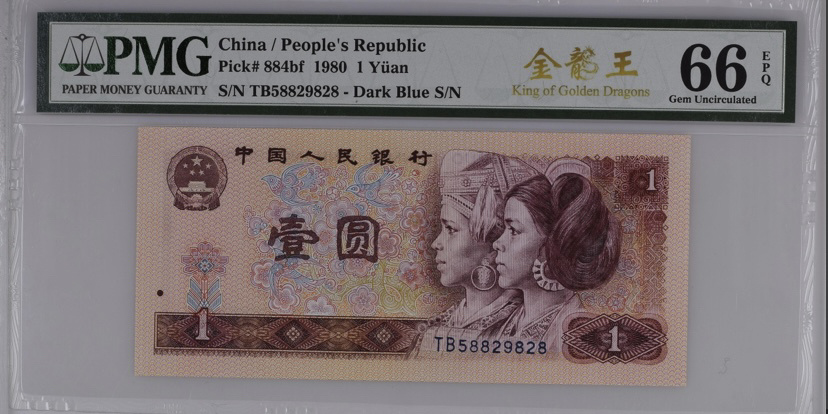 PMG
PAPER MONEY GUARANTY
China / People's Republic
Pick# 884bf 1980 1 Yüan
S/N TB58829828 - Dark Blue S/N
金龍王
King of Golden Dragons
66
EPQ
Gem Uncirculated
中国人民银行
1
壹圆
1
TB58829828
1